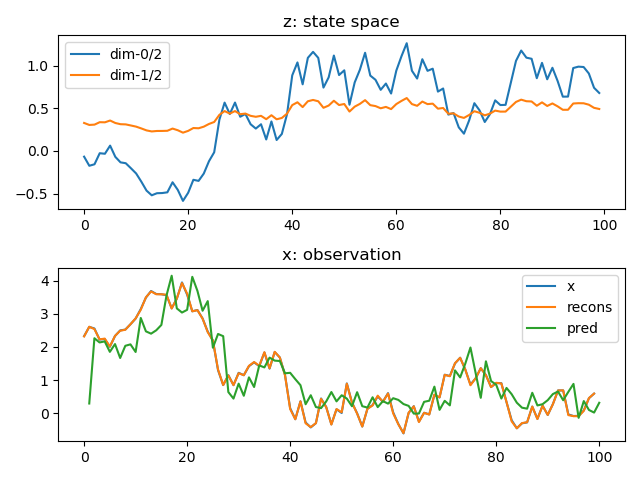 z: state space
dim-0/2
dim-1/2
1.0
0.5
0.0
−0.5
0 20 40 60 80 100
x: observation
x
recons
pred
4
3
2
1
0
0 20 40 60 80 100